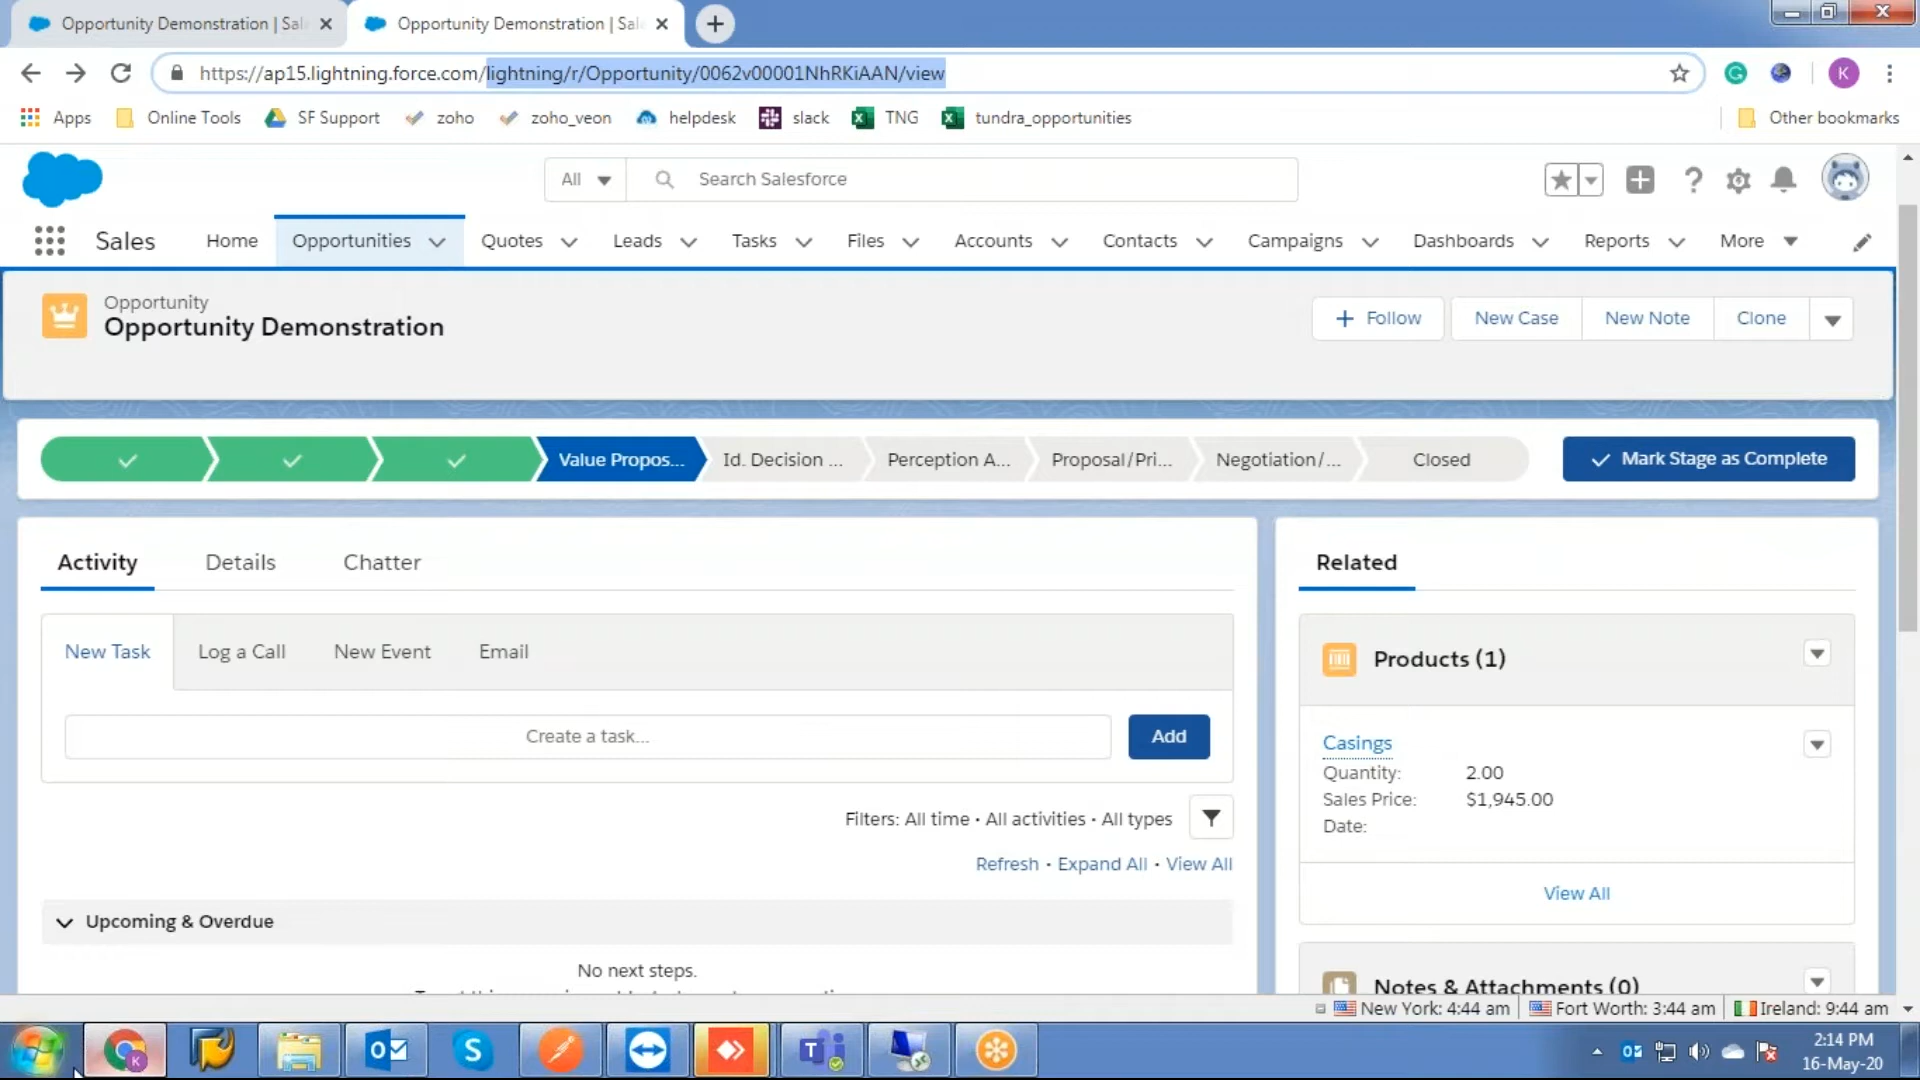 Opportunity Demonstration | Sal
Opportunity Demonstration | Sal
https://ap15.lightning.force.com/lightning/r/Opportunity/0062v00001NhRKiAAN/view
K
Apps
Online Tools
SF Support
zoho
zoho_veon
helpdesk
slack
TNG
tundra_opportunities
Other bookmarks
All
Search Salesforce
Sales
Home
Opportunities
Quotes
Leads
Tasks
Files
Accounts
Contacts
Campaigns
Dashboards
Reports
More
Opportunity
Opportunity Demonstration
Follow
New Case
New Note
Clone
Value Propos...
Id. Decision ...
Perception A...
Proposal/Pri...
Negotiation/...
Closed
Mark Stage as Complete
Activity
Details
Chatter
Related
New Task
Log a Call
New Event
Email
Create a task...
Add
Filters: All time • All activities • All types
Refresh • Expand All • View All
Upcoming & Overdue
No next steps.
Products (1)
Casings
Quantity: 2.00
Sales Price: $1,945.00
Date:
View All
Notes & Attachments (0)
New York: 4:44 am
Fort Worth: 3:44 am
Ireland: 9:44 am
2:14 PM
16-May-20